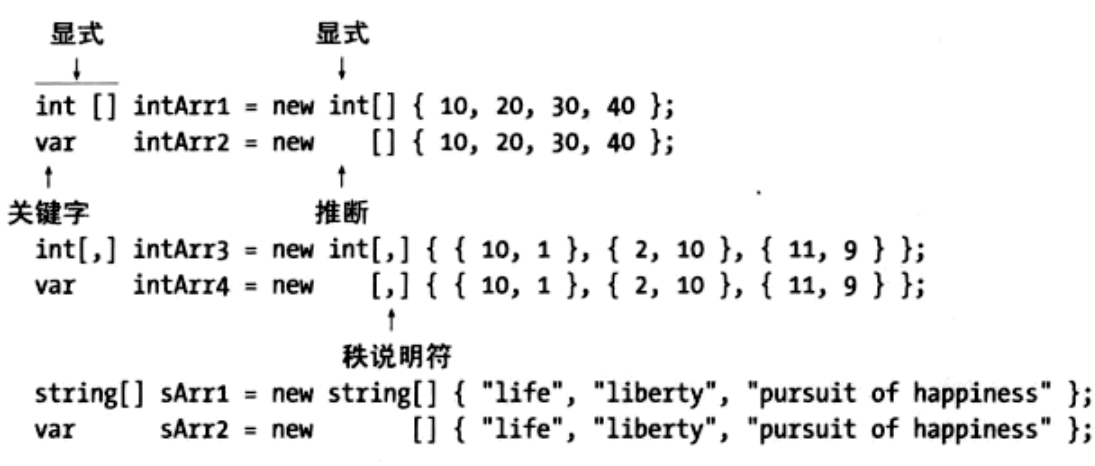 显式 显式
int [] intArr1 = new int[] { 10, 20, 30, 40 };
var intArr2 = new [] { 10, 20, 30, 40 };
关键字 推断
int[,] intArr3 = new int[,] { { 10, 1 }, { 2, 10 }, { 11, 9 } };
var intArr4 = new [,] { { 10, 1 }, { 2, 10 }, { 11, 9 } };
秩说明符
string[] sArr1 = new string[] { "life", "liberty", "pursuit of happiness" };
var sArr2 = new [] { "life", "liberty", "pursuit of happiness" };